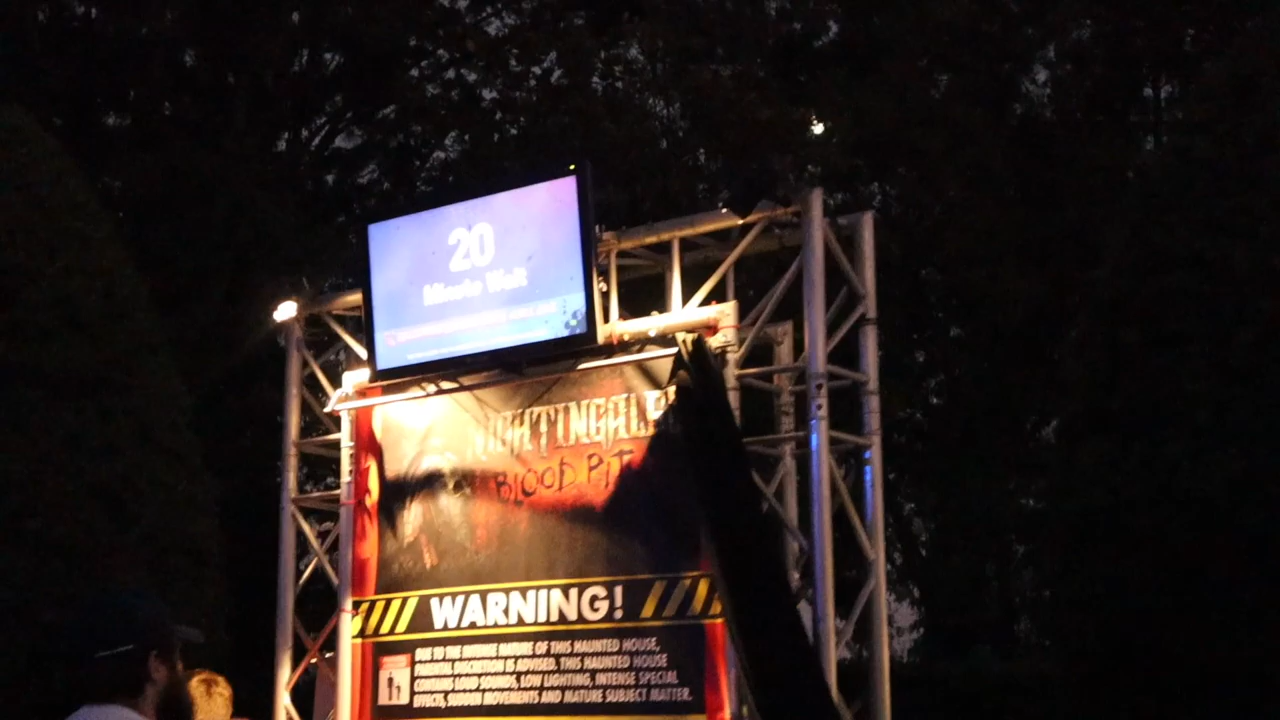 20
Minute Wait
NIGHTINGALE
BLOOD PIT
WARNING!
DUE TO THE INTENSE NATURE OF THIS HAUNTED HOUSE,
PARENTAL DISCRETION IS ADVISED. THIS HAUNTED HOUSE
CONTAINS LOUD SOUNDS, LOW LIGHTING, INTENSE SPECIAL
EFFECTS, SUDDEN MOVEMENTS AND MATURE SUBJECT MATTER.